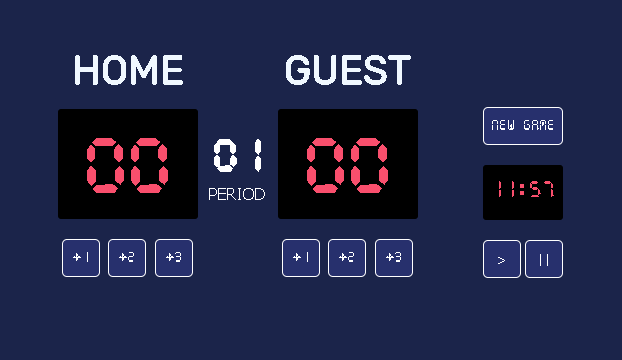 HOME GUEST
NEW GAME
00 01 00
PERIOD
11:57
+1 +2 +3 +1 +2 +3 > ||